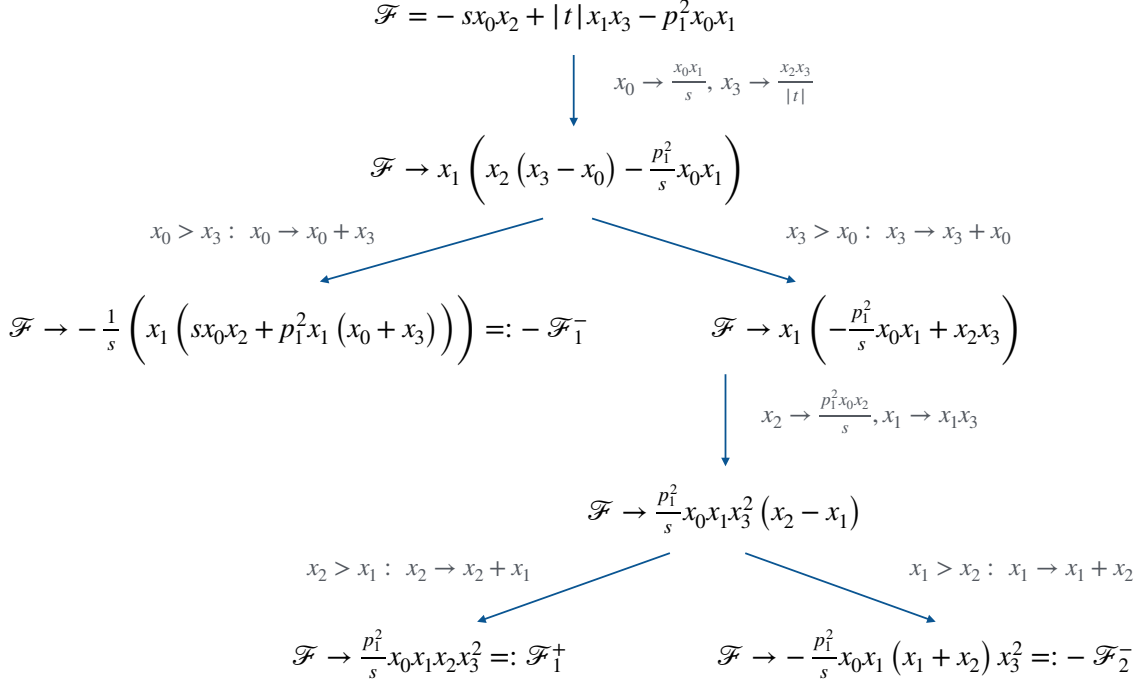 ℱ = − sx₀x₂ + |t| x₁x₃ − p₁²x₀x₁
x₀ → x₀x₁/s, x₃ → x₂x₃/|t|
ℱ → x₁ ( x₂ (x₃ − x₀) − p₁²/s x₀x₁ )
x₀ > x₃ : x₀ → x₀ + x₃
x₃ > x₀ : x₃ → x₃ + x₀
ℱ → − 1/s ( x₁ ( sx₀x₂ + p₁²x₁ (x₀ + x₃) ) ) =: − ℱ₁⁻
ℱ → x₁ ( −p₁²/s x₀x₁ + x₂x₃ )
x₂ → p₁²x₀x₂/s, x₁ → x₁x₃
ℱ → p₁²/s x₀x₁x₃² (x₂ − x₁)
x₂ > x₁ : x₂ → x₂ + x₁
x₁ > x₂ : x₁ → x₁ + x₂
ℱ → p₁²/s x₀x₁x₂x₃² =: ℱ₁⁺
ℱ → − p₁²/s x₀x₁ (x₁ + x₂) x₃² =: − ℱ₂⁻